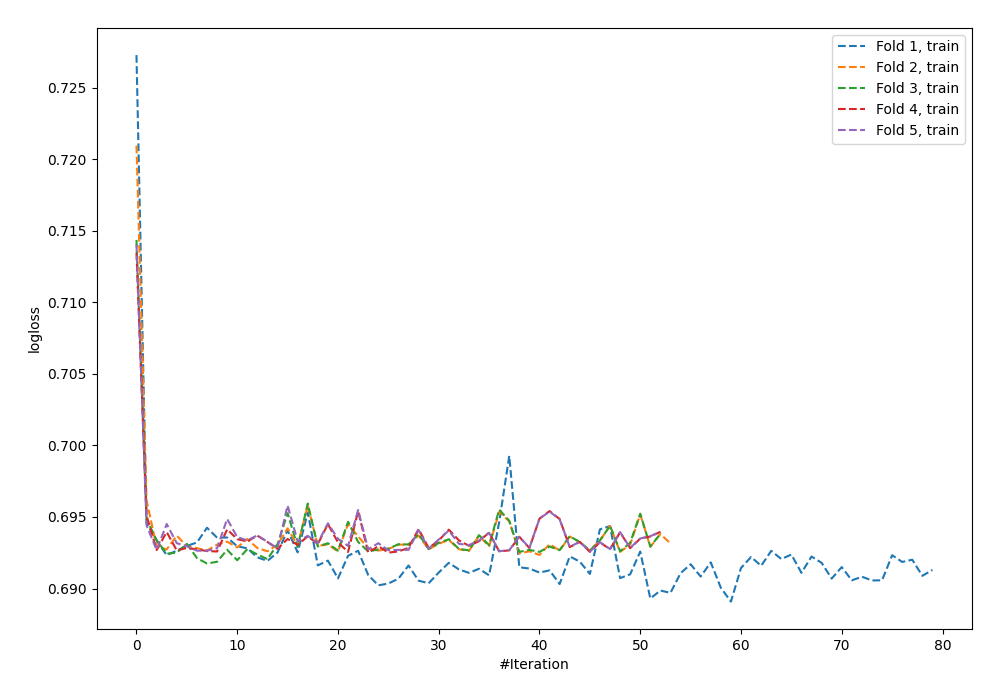 Fold 1, train
Fold 2, train
Fold 3, train
Fold 4, train
Fold 5, train
0.725
0.720
0.715
0.710
0.705
0.700
0.695
0.690
logloss
0 10 20 30 40 50 60 70 80
#Iteration